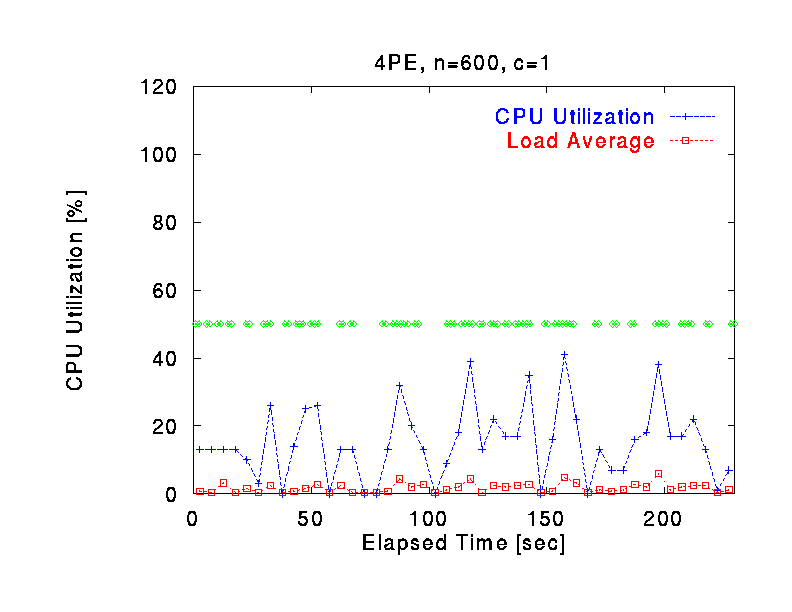 4PE, n=600, c=1
120
100
80
60
40
20
0
CPU Utilization [%]
CPU Utilization
Load Average
0 50 100 150 200
Elapsed Time [sec]